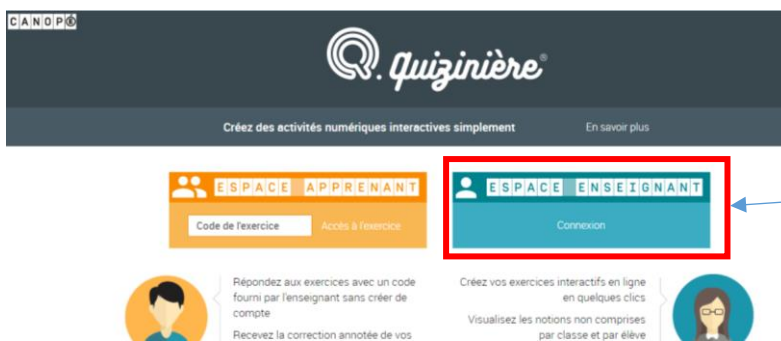 CANOPÉ
Quizinière®
Créez des activités numériques interactives simplement En savoir plus
ESPACE APPRENANT
Code de l'exercice Accès à l'exercice
ESPACE ENSEIGNANT
Connexion
Répondez aux exercices avec un code
fourni par l'enseignant sans créer de
compte
Recevez la correction annotée de vos
Créez vos exercices interactifs en ligne
en quelques clics
Visualisez les notions non comprises
par classe et par élève